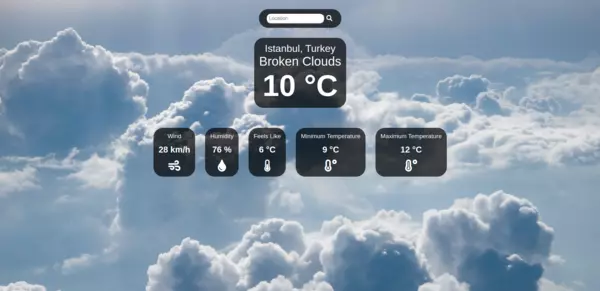 Location
Istanbul, Turkey
Broken Clouds
10 °C
Wind
28 km/h
Humidity
76 %
Feels Like
6 °C
Minimum Temperature
9 °C
Maximum Temperature
12 °C